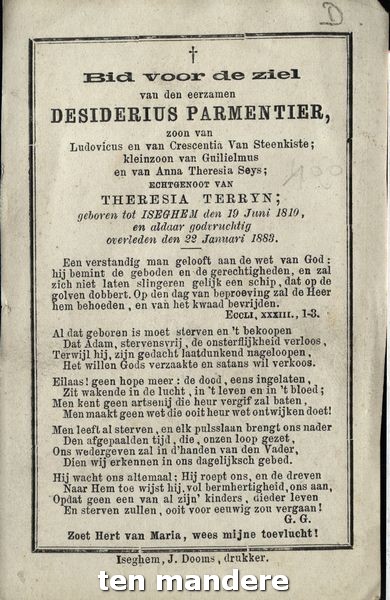 D
†
Bid voor de ziel
van den eerzamen
DESIDERIUS PARMENTIER,
zoon van
Ludovicus en van Crescentia Van Steenkiste;
kleinzoon van Guilielmus
en van Anna Theresia Seys;
ECHTGENOOT VAN
THERESIA TERRYN;
geboren tot ISEGHEM den 19 Juni 1810,
en aldaar godvruchtig
overleden den 22 Januari 1883.
Een verstandig man gelooft aan de wet van God:
hij bemint de geboden en de gerechtigheden, en zal
zich niet laten slingeren gelijk een schip, dat op de
golven dobbert. Op den dag van beproeving zal de Heer
hem behoeden, en van het kwaad bevrijden.
ECCLI, XXXIII., 1-3.
Al dat geboren is moet sterven en 't bekoopen
Dat Adam, stervensvrij, de onsterflijkheid verloos,
Terwijl hij, zijn gedacht laatdunkend nageloopen,
Het willen Gods verzaakte en satans wil verkoos.
Eilaas! geen hope meer: de dood, eens ingelaten,
Zit wakende in de lucht, in 't leven en in 't bloed;
Men kent geen artsenij die heur vergif zal baten,
Men maakt geen wet die ooit heur wet ontwijken doet!
Men leeft al sterven, en elk pulsslaan brengt ons nader
Den afgepaalden tijd, die, onzen loop gezet,
Ons wedergeven zal in d'handen van den Vader,
Dien wij erkennen in ons dagelijksch gebed.
Hij wacht ons altemaal; Hij roept ons, en de dreven
Naar Hem toe wijst hij, vol bermhertigheid, ons aan,
Opdat geen een van al zijn' kinders, dieder leven
En sterven zullen, ooit voor eeuwig zou vergaan!
G. G.
Zoet Hert van Maria, wees mijne toevlucht!
Iseghem, J. Dooms, drukker.
ten mandere